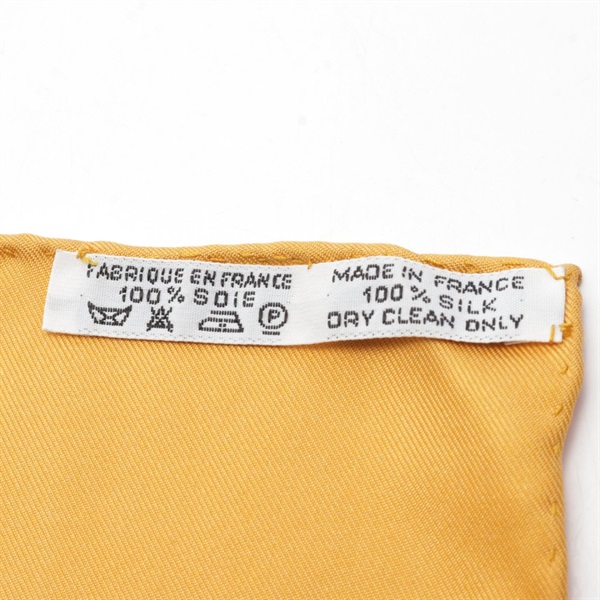 FABRIQUE EN FRANCE
100% SOIE
P
MADE IN FRANCE
100% SILK
DRY CLEAN ONLY